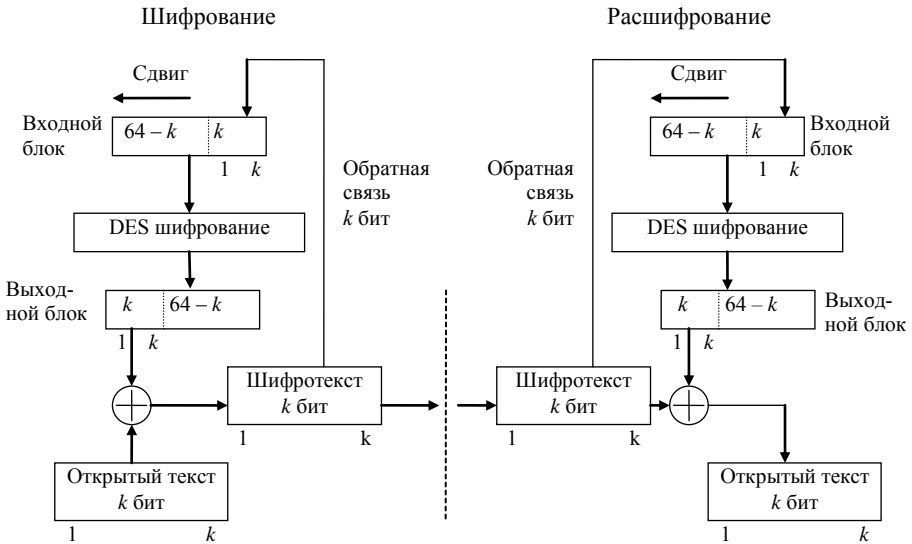 Шифрование
Сдвиг
Входной
блок
64 – k
k
1 k
Обратная
связь
k бит
DES шифрование
Выход-
ной блок
k
64 – k
1 k
Шифротекст
k бит
1 k
Открытый текст
k бит
1 k
Расшифрование
Сдвиг
64 – k
k
Входной
блок
1 k
Обратная
связь
k бит
DES шифрование
k
64 – k
Выход-
ной блок
1 k
Шифротекст
k бит
1 k
Открытый текст
k бит
1 k